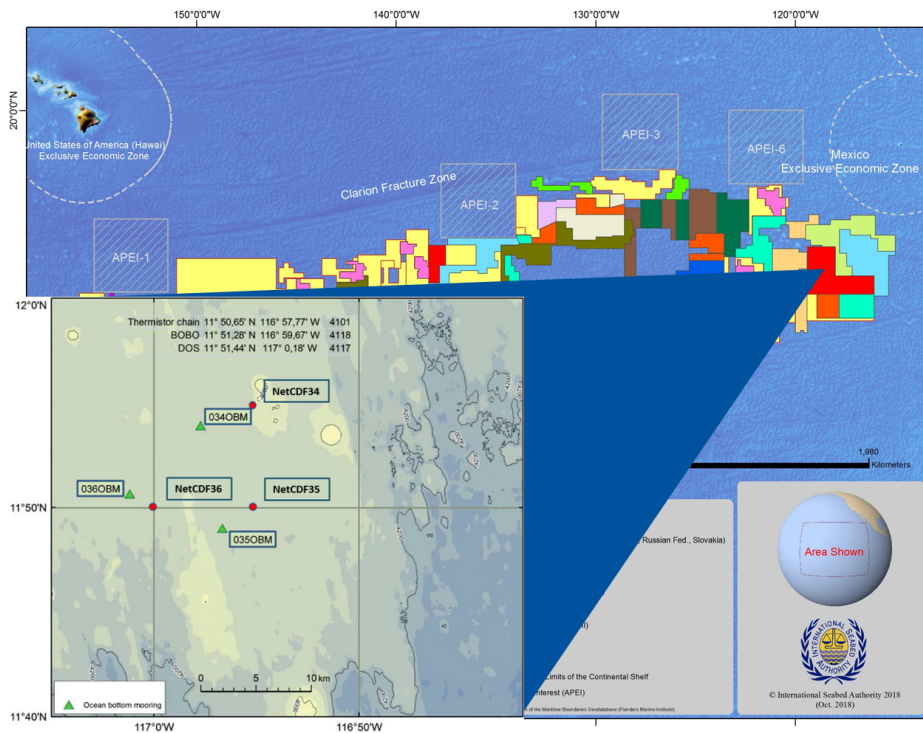 150°0'0"W
140°0'0"W
130°0'0"W
120°0'0"W
20°0'0"N
United States of America (Hawai)
Exclusive Economic Zone
Clarion Fracture Zone
APEI-1
APEI-2
APEI-3
APEI-6
Mexico
Exclusive Economic Zone
12°0'N
Thermistor chain 11° 50,65' N 116° 57,77' W 4101
BOBO 11° 51,28' N 116° 59,67' W 4118
DOS 11° 51,44' N 117° 0,18' W 4117
NetCDF34
034OBM
036OBM
NetCDF36
NetCDF35
11°50'N
035OBM
4200
4200
4200
4200
0 5 10 km
Ocean bottom mooring
11°40'N
117°0'W
116°50'W
1,980
Kilometers
Russian Fed., Slovakia)
Limits of the Continental Shelf
nterest (APEI)
of the Maritime Boundaries Geodatabase (Flanders Marine Institute)
Area Shown
INTERNATIONAL SEABED AUTHORITY
© International Seabed Authority 2018
(Oct. 2018)